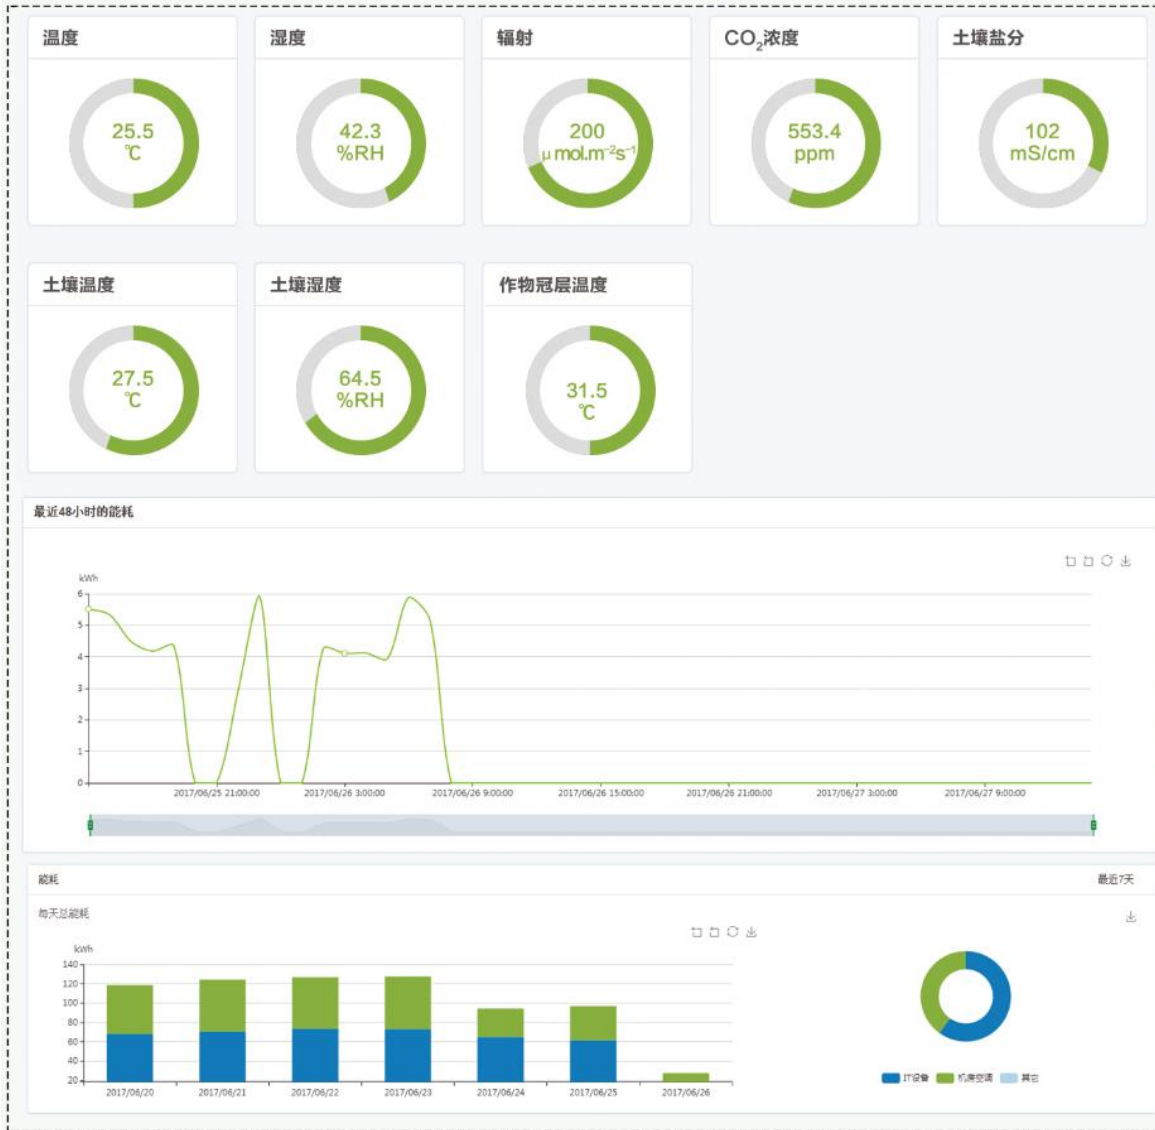 温度
湿度
辐射
CO₂浓度
土壤盐分
25.5
℃
42.3
%RH
200
μ mol.m⁻²s⁻¹
553.4
ppm
102
mS/cm
土壤温度
土壤湿度
作物冠层温度
27.5
℃
64.5
%RH
31.5
℃
最近48小时的能耗
kWh
6
5
4
3
2
1
0
2017/06/25 21:00:00
2017/06/26 3:00:00
2017/06/26 9:00:00
2017/06/26 15:00:00
2017/06/26 21:00:00
2017/06/27 3:00:00
2017/06/27 9:00:00
能耗
最近7天
每天总能耗
kWh
140
120
100
80
60
40
20
2017/06/20
2017/06/21
2017/06/22
2017/06/23
2017/06/24
2017/06/25
2017/06/26
IT设备
机房空调
其它